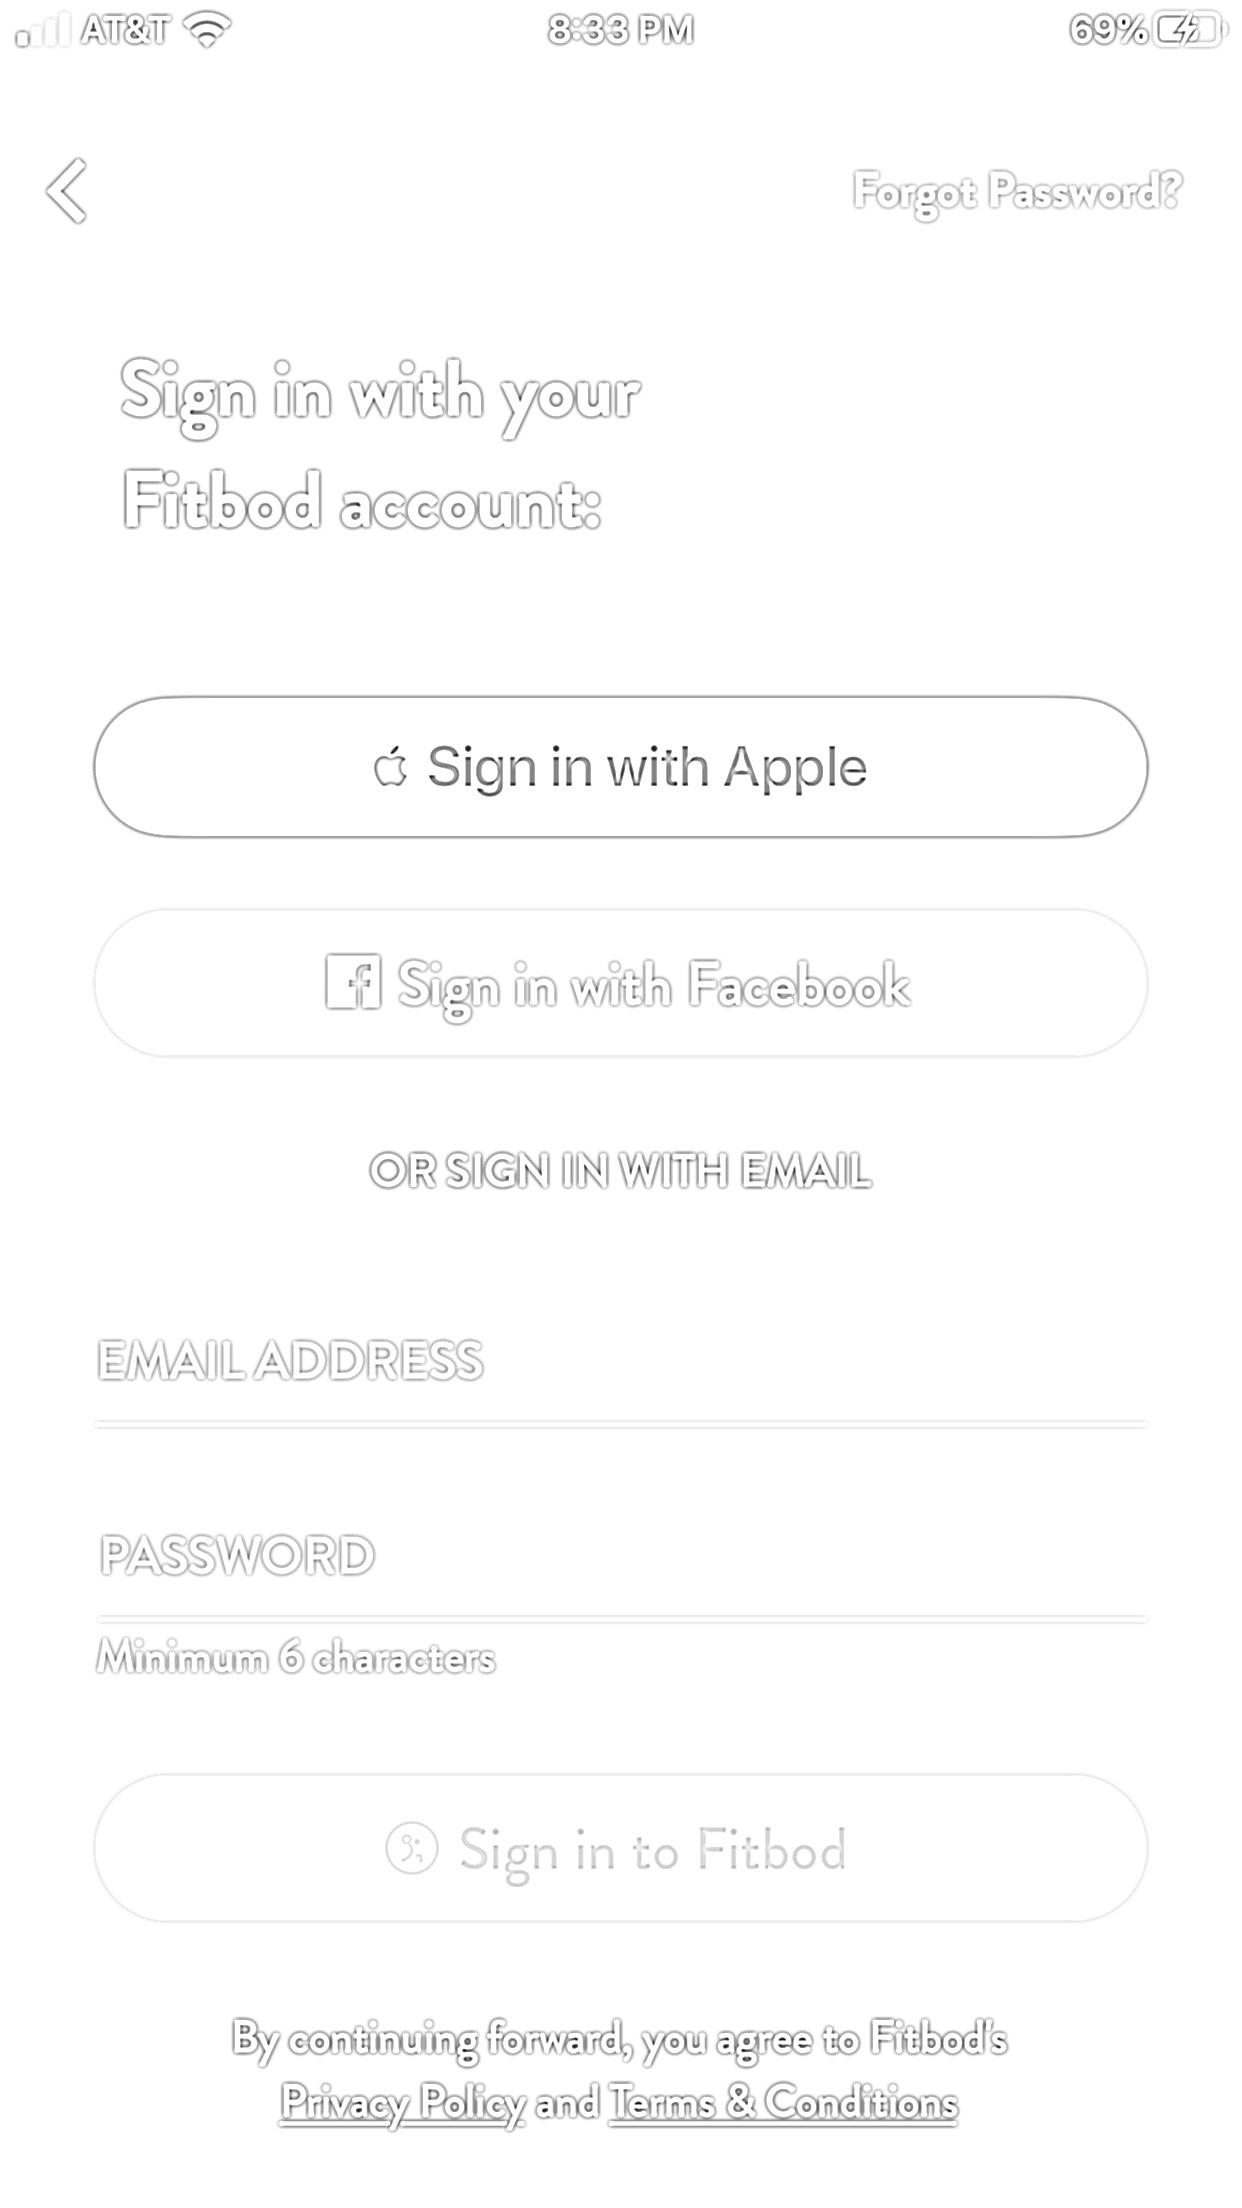 AT&T 8:33 PM 69%
Forgot Password?
Sign in with your
Fitbod account:
Sign in with Apple
Sign in with Facebook
OR SIGN IN WITH EMAIL
EMAIL ADDRESS
PASSWORD
Minimum 6 characters
Sign in to Fitbod
By continuing forward, you agree to Fitbod's
Privacy Policy and Terms & Conditions